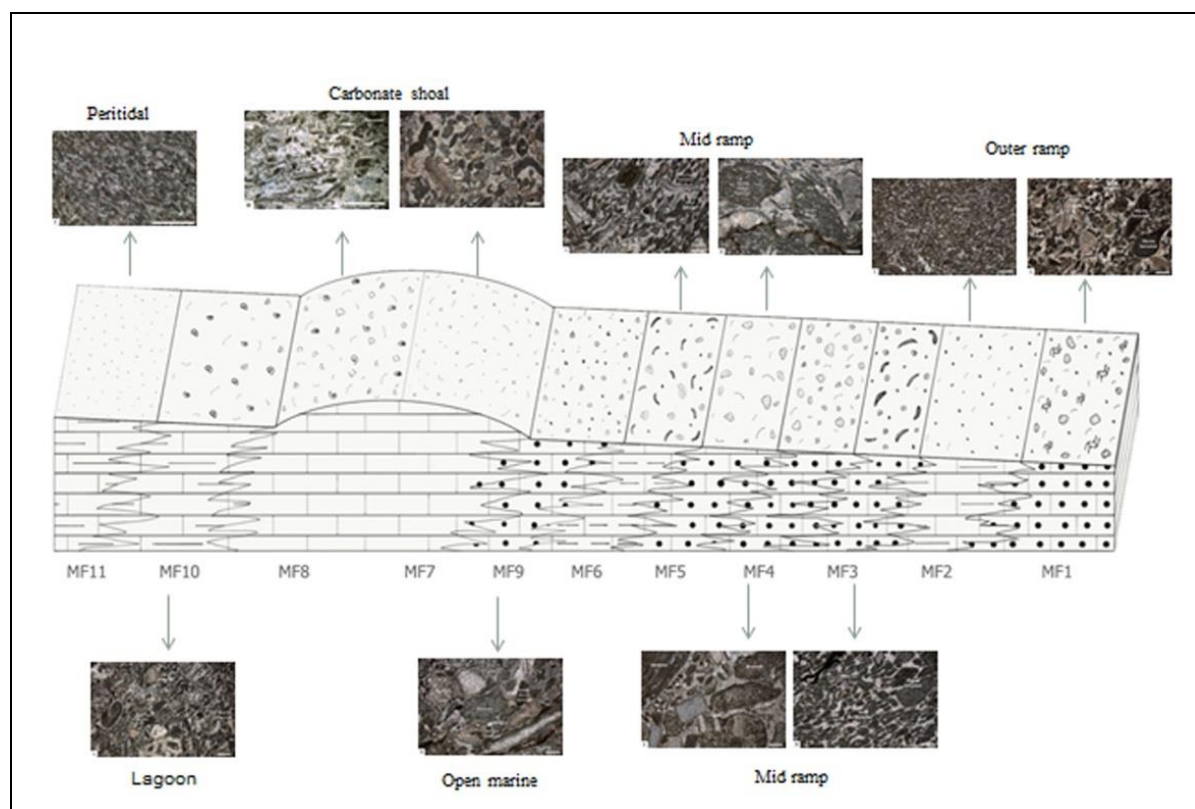 Carbonate shoal
Peritidal
Mid ramp
Outer ramp
MF11 MF10 MF8 MF7 MF9 MF6 MF5 MF4 MF3 MF2 MF1
Lagoon
Open marine
Mid ramp